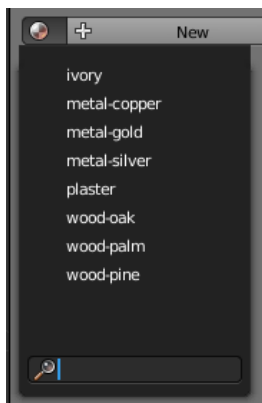 New
ivory
metal-copper
metal-gold
metal-silver
plaster
wood-oak
wood-palm
wood-pine